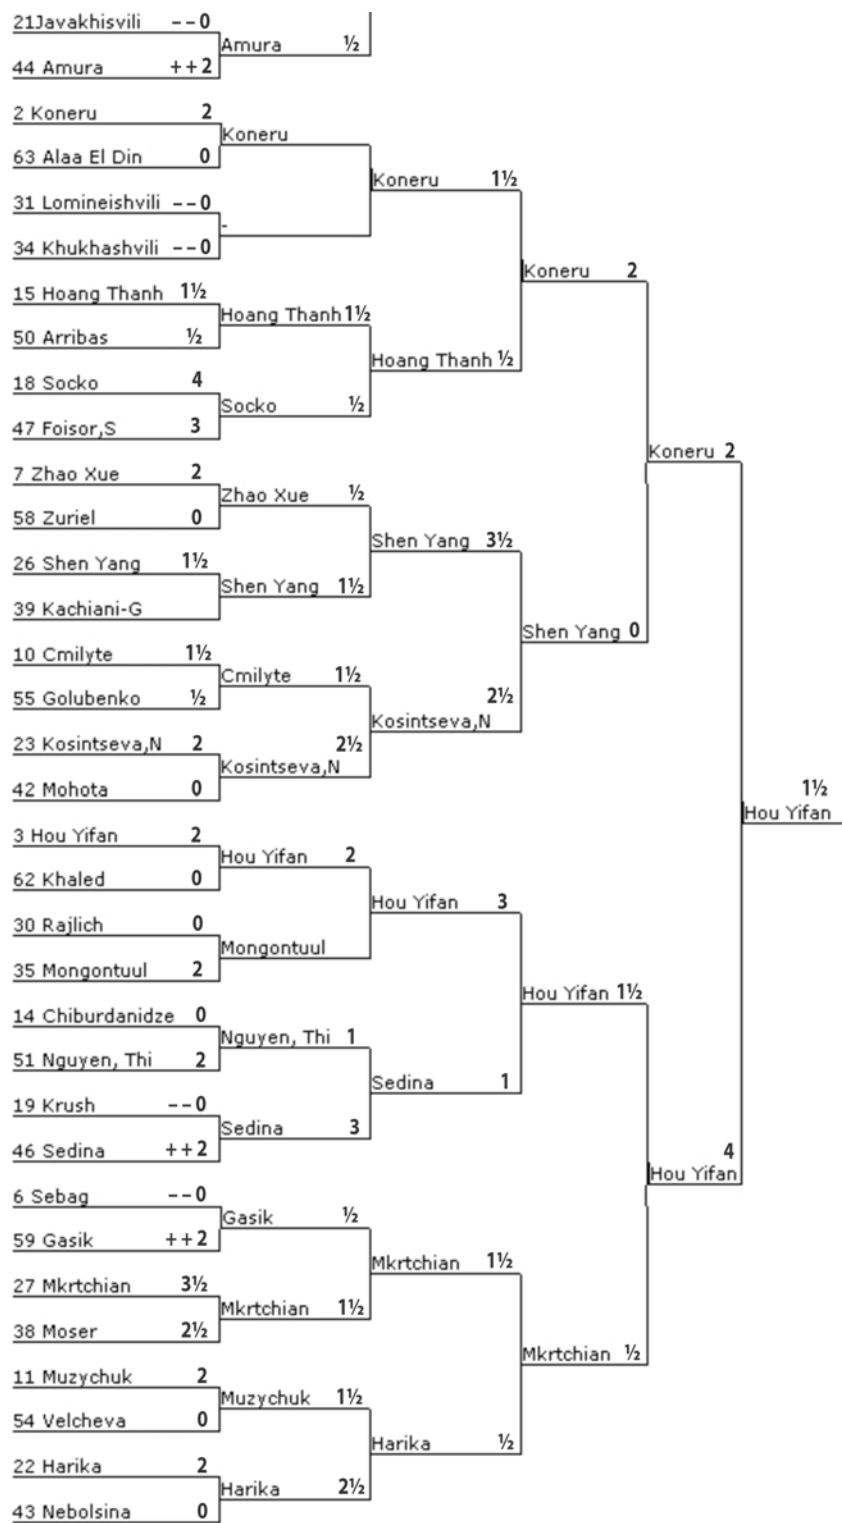 21Javakhisvili --0
44 Amura ++2
2 Koneru 2
63 Alaa El Din 0
31 Lomineishvili --0
34 Khukhashvili --0
15 Hoang Thanh 1½
50 Arribas ½
18 Socko 4
47 Foisor,S 3
7 Zhao Xue 2
58 Zuriel 0
26 Shen Yang 1½
39 Kachiani-G
10 Cmilyte 1½
55 Golubenko ½
23 Kosintseva,N 2
42 Mohota 0
3 Hou Yifan 2
62 Khaled 0
30 Rajlich 0
35 Mongontuul 2
14 Chiburdanidze 0
51 Nguyen, Thi 2
19 Krush --0
46 Sedina ++2
6 Sebag --0
59 Gasik ++2
27 Mkrtchian 3½
38 Moser 2½
11 Muzychuk 2
54 Velcheva 0
22 Harika 2
43 Nebolsina 0
Amura ½
Koneru
-
Hoang Thanh 1½
Socko ½
Zhao Xue ½
Shen Yang 1½
Cmilyte 1½
2½
Kosintseva,N
Hou Yifan 2
Mongontuul
Nguyen, Thi 1
Sedina 3
Gasik ½
Mkrtchian 1½
Muzychuk 1½
Harika 2½
Koneru 1½
Hoang Thanh ½
Shen Yang 3½
2½
Kosintseva,N
Hou Yifan 3
Sedina 1
Mkrtchian 1½
Harika ½
Koneru 2
Shen Yang 0
Hou Yifan 1½
Mkrtchian ½
Koneru 2
4
Hou Yifan
1½
Hou Yifan